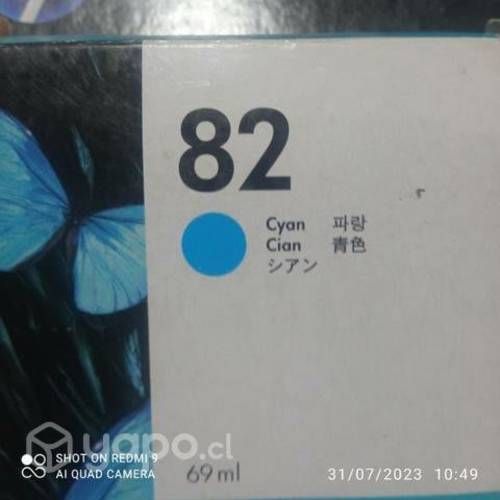 82
Cyan 파랑
Cian 青色
シアン
yapo.cl
SHOT ON REDMI 9
AI QUAD CAMERA
69 ml
31/07/2023 10:49